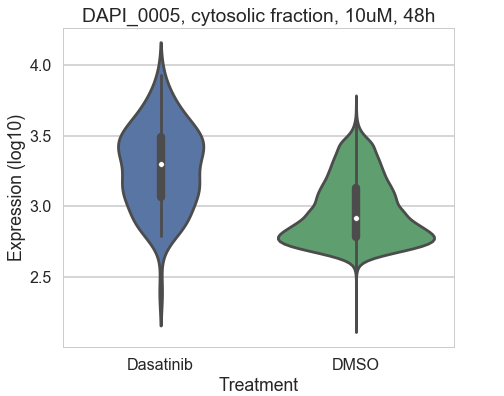 DAPI_0005, cytosolic fraction, 10uM, 48h
Expression (log10)
4.0
3.5
3.0
2.5
Dasatinib
DMSO
Treatment